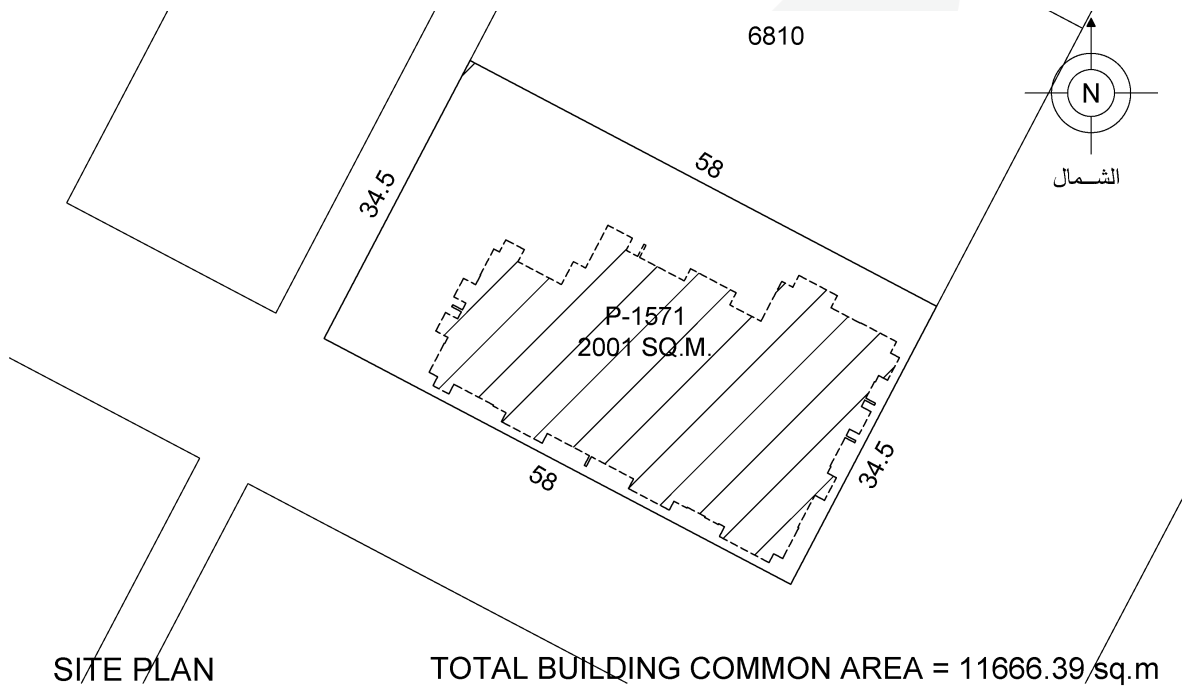 6810
N
الشـــمال
58
34.5
P-1571
2001 SQ.M.
34.5
58
SITE PLAN
TOTAL BUILDING COMMON AREA = 11666.39 sq.m